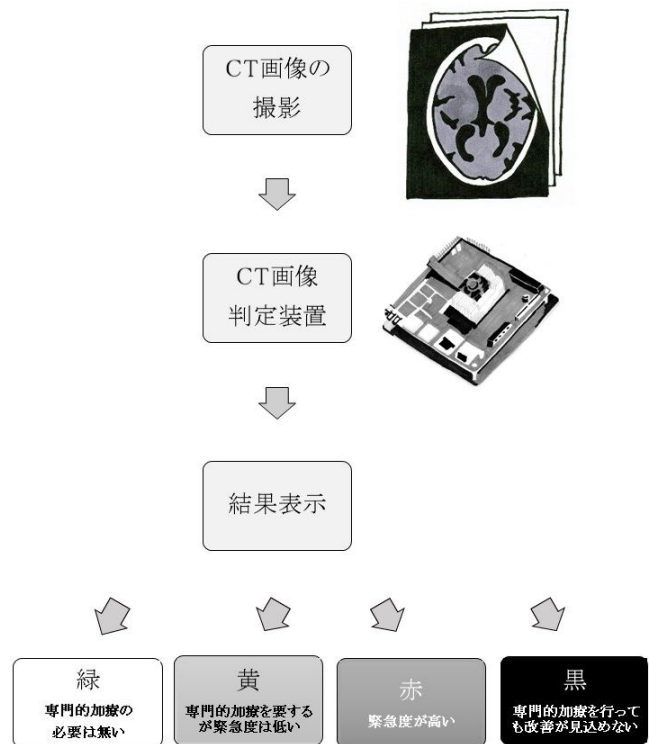 CT画像の
撮影
CT画像
判定装置
結果表示
緑
専門的加療の
必要は無い
黄
専門的加療を要する
が緊急度は低い
赤
緊急度が高い
黒
専門的加療を行って
も改善が見込めない